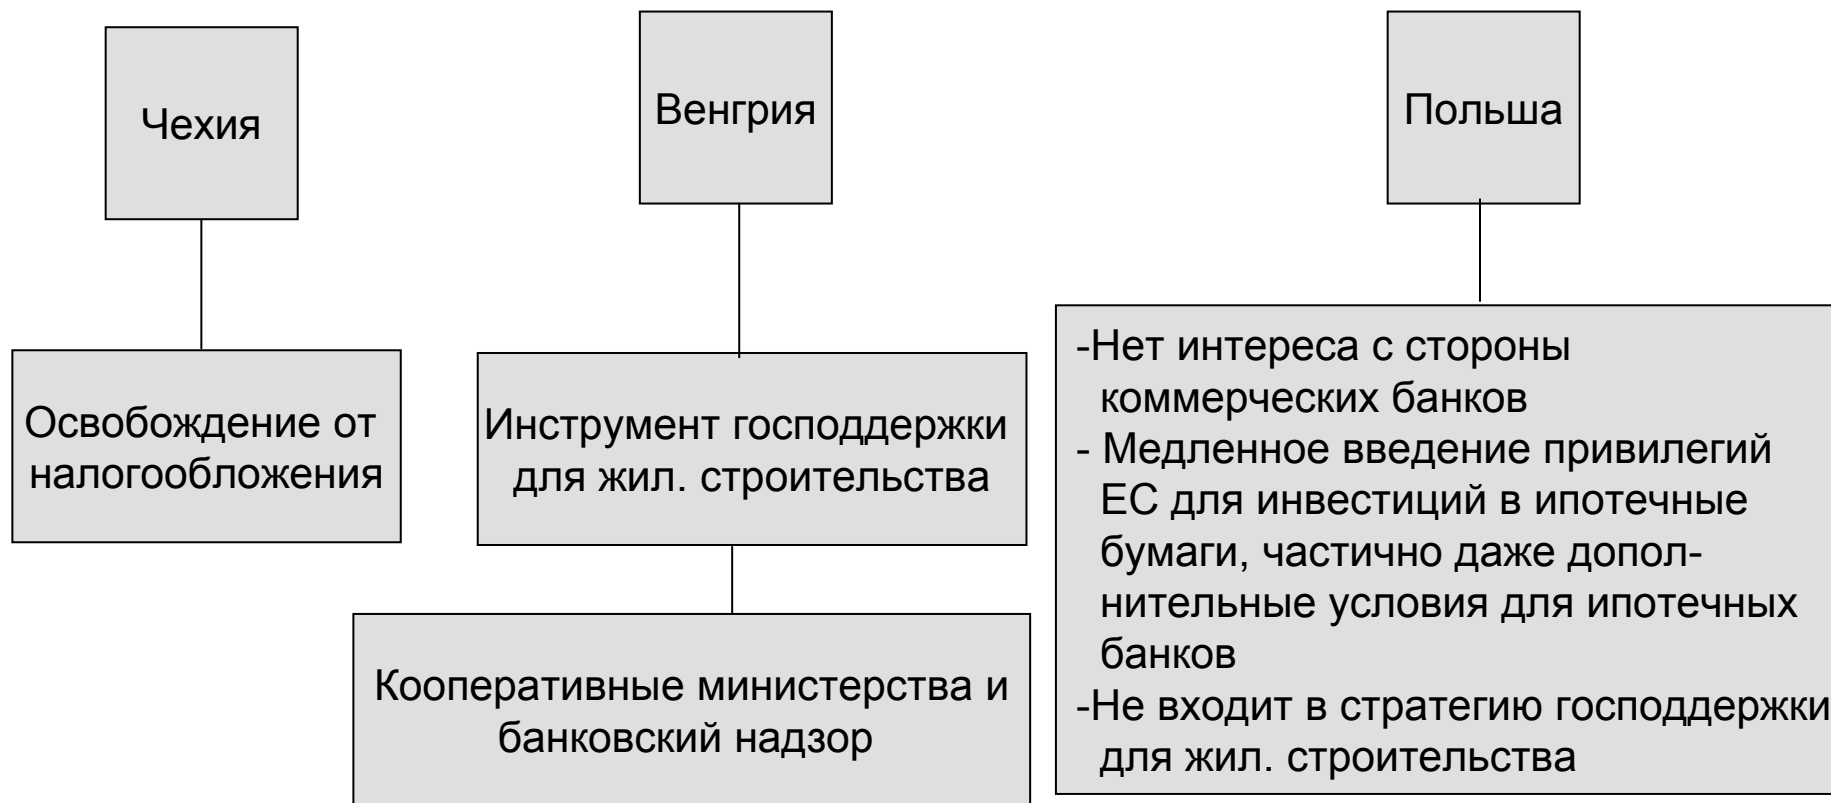 Чехия
Освобождение от
налогообложения
Венгрия
Инструмент господдержки
для жил. строительства
Кооперативные министерства и
банковский надзор
Польша
-Нет интереса с стороны
коммерческих банков
- Медленное введение привилегий
ЕС для инвестиций в ипотечные
бумаги, частично даже допол-
нительные условия для ипотечных
банков
-Не входит в стратегию господдержки
для жил. строительства